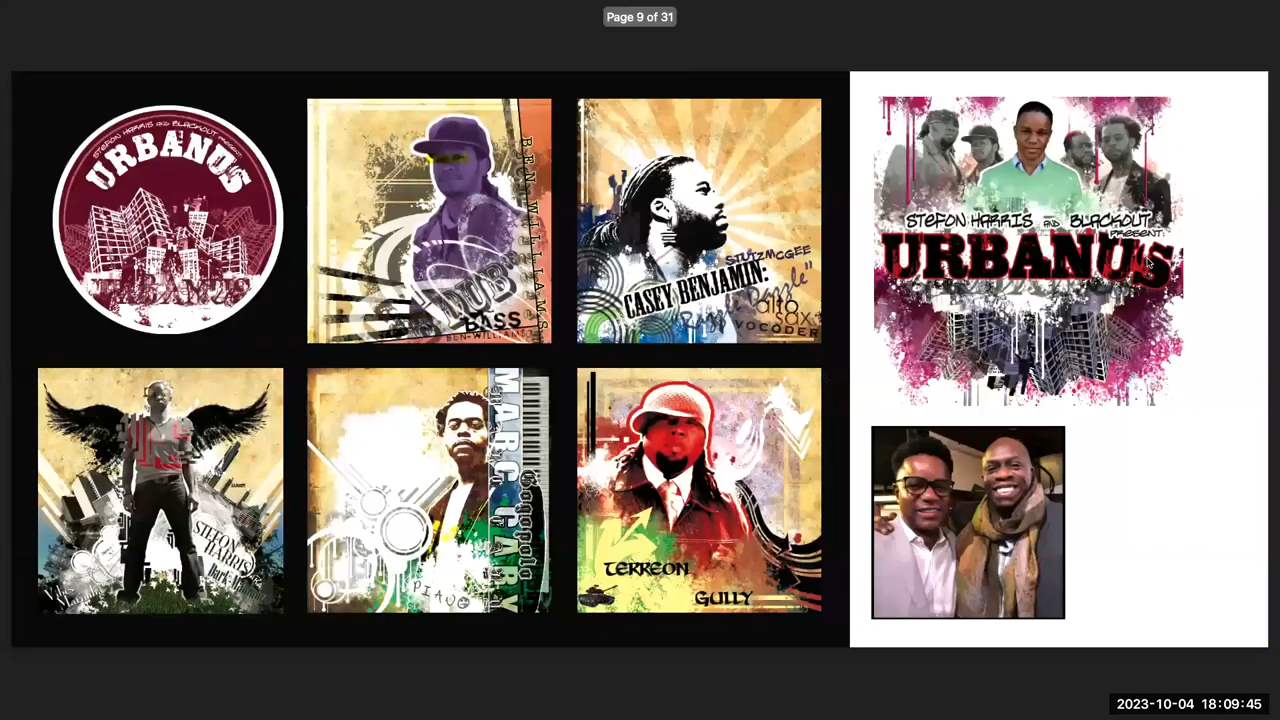 Page 9 of 31
STEFON HARRIS AND BLACKOUT PRESENT:
URBANUS
BEN WILLIAMS
DUB
BASS
BEN-WILLIAMS
STUTZMCGEE
CASEY BENJAMIN:
alto
sax
VOCODER
STEFON HARRIS AND BLACKOUT
PRESENT:
URBANUS
STEFON
HARRIS
MARC CARY
PIANO
TERREON
GULLY
2023-10-04 18:09:45